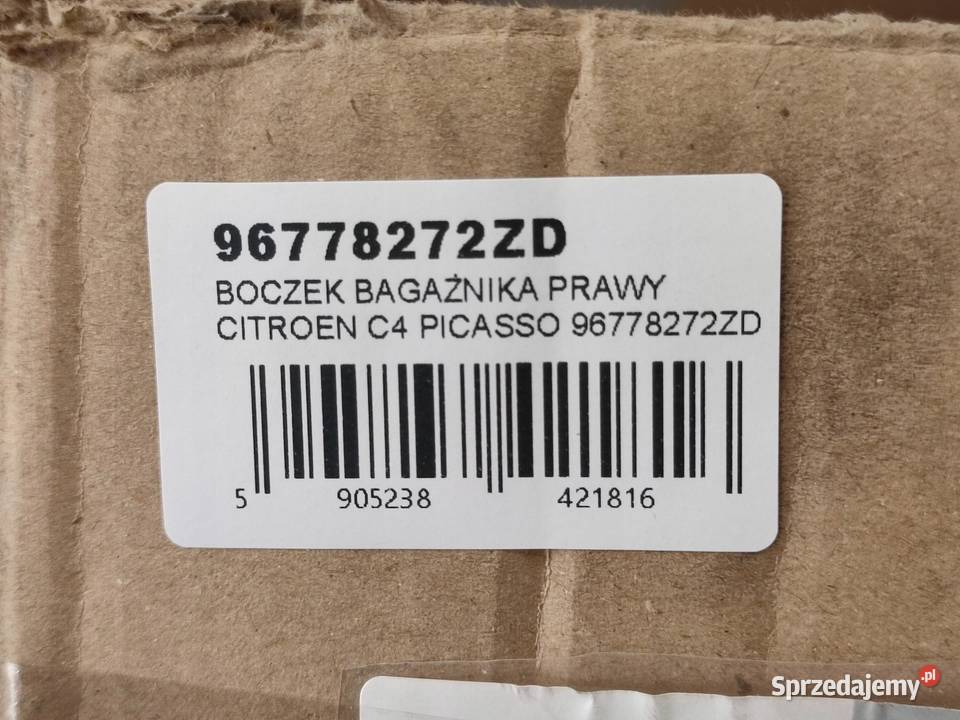 96778272ZD
BOCZEK BAGAŻNIKA PRAWY
CITROEN C4 PICASSO 96778272ZD
5 905238 421816
Sprzedajemy.pl